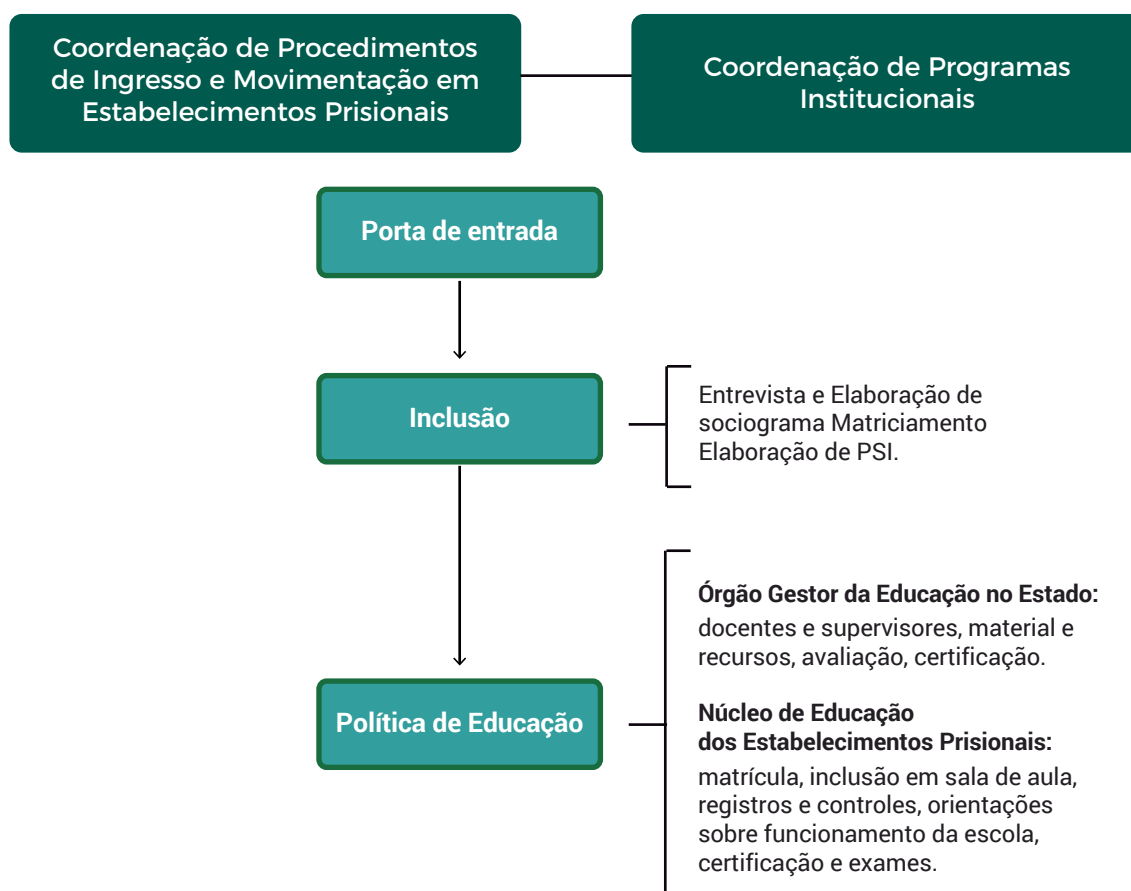 Coordenação de Procedimentos
de Ingresso e Movimentação em
Estabelecimentos Prisionais
Coordenação de Programas
Institucionais
Porta de entrada
Inclusão
Entrevista e Elaboração de
sociograma Matriciamento
Elaboração de PSI.
Política de Educação
Órgão Gestor da Educação no Estado:
docentes e supervisores, material e
recursos, avaliação, certificação.
Núcleo de Educação
dos Estabelecimentos Prisionais:
matrícula, inclusão em sala de aula,
registros e controles, orientações
sobre funcionamento da escola,
certificação e exames.